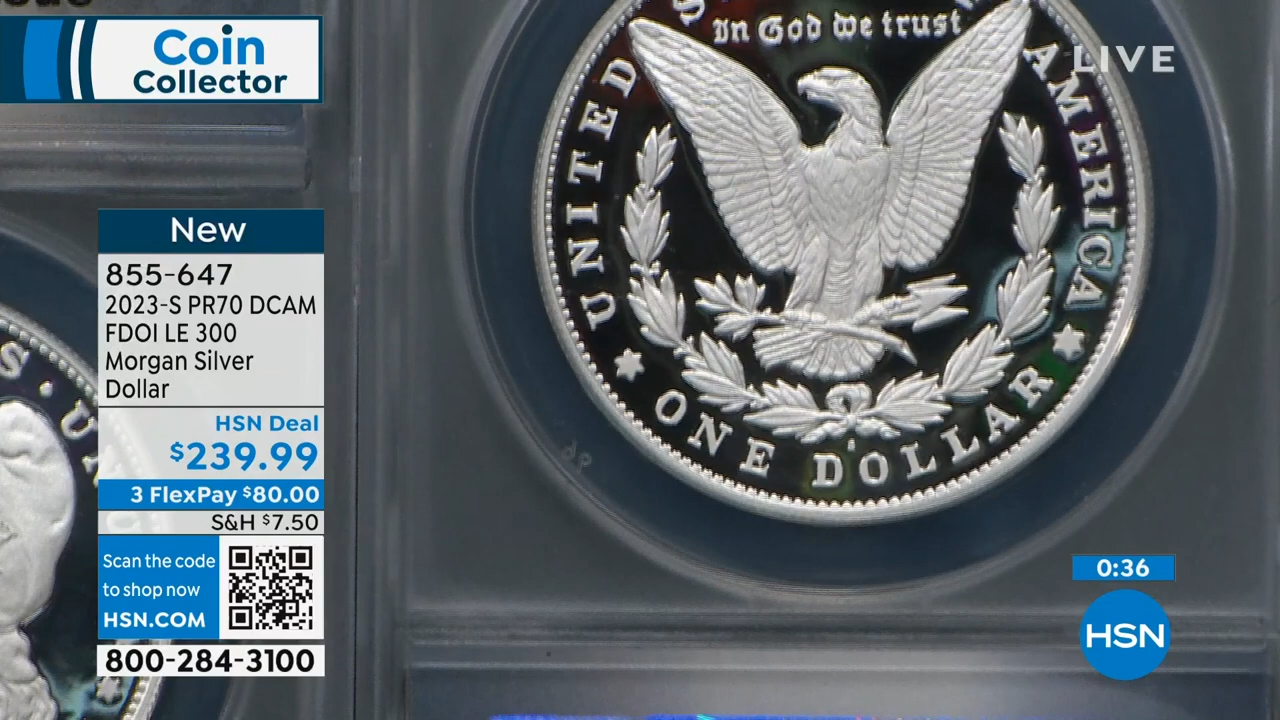 Coin
Collector
In God we trust
LIVE
UNITED S
AMERICA
ONE DOLLAR
New
855-647
2023-S PR70 DCAM
FDOI LE 300
Morgan Silver
Dollar
HSN Deal
$239.99
3 FlexPay $80.00
S&H $7.50
Scan the code
to shop now
HSN.COM
800-284-3100
S · U
0:36
HSN